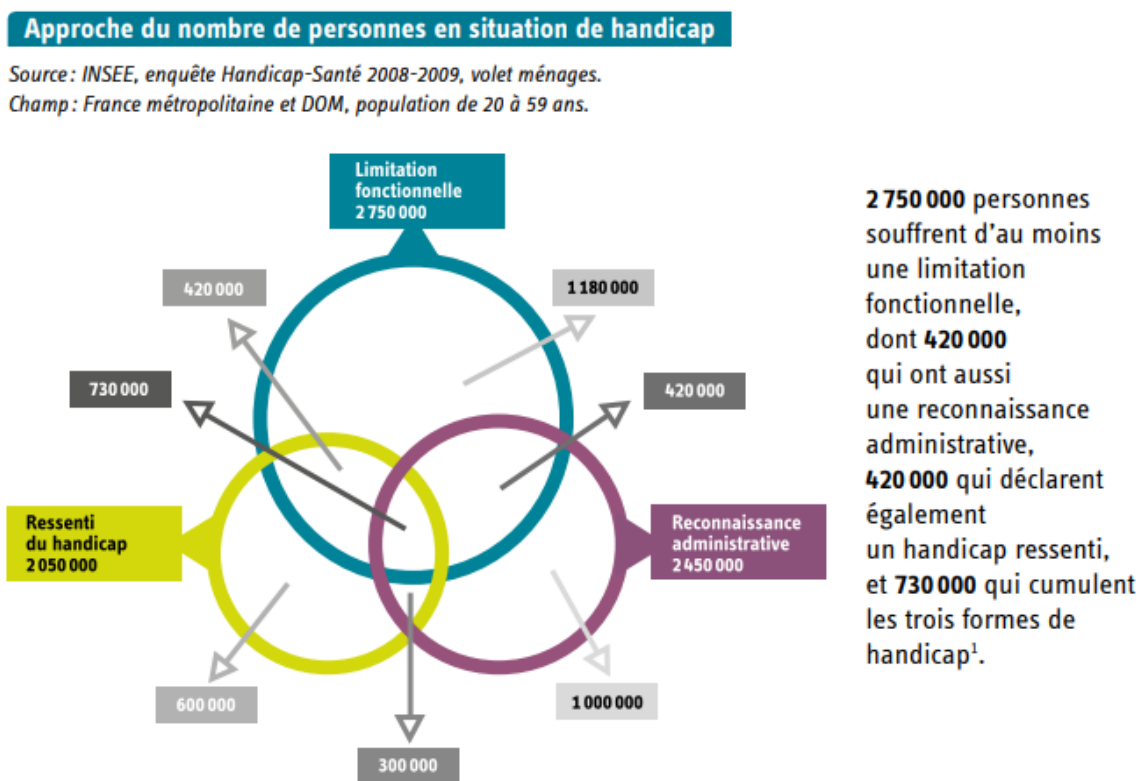 Approche du nombre de personnes en situation de handicap
Source : INSEE, enquête Handicap-Santé 2008-2009, volet ménages.
Champ : France métropolitaine et DOM, population de 20 à 59 ans.
Limitation
fonctionnelle
2 750 000
420 000
1 180 000
730 000
420 000
Ressenti
du handicap
2 050 000
Reconnaissance
administrative
2 450 000
600 000
1 000 000
300 000
2 750 000 personnes
souffrent d'au moins
une limitation
fonctionnelle,
dont 420 000
qui ont aussi
une reconnaissance
administrative,
420 000 qui déclarent
également
un handicap ressenti,
et 730 000 qui cumulent
les trois formes de
handicap¹.